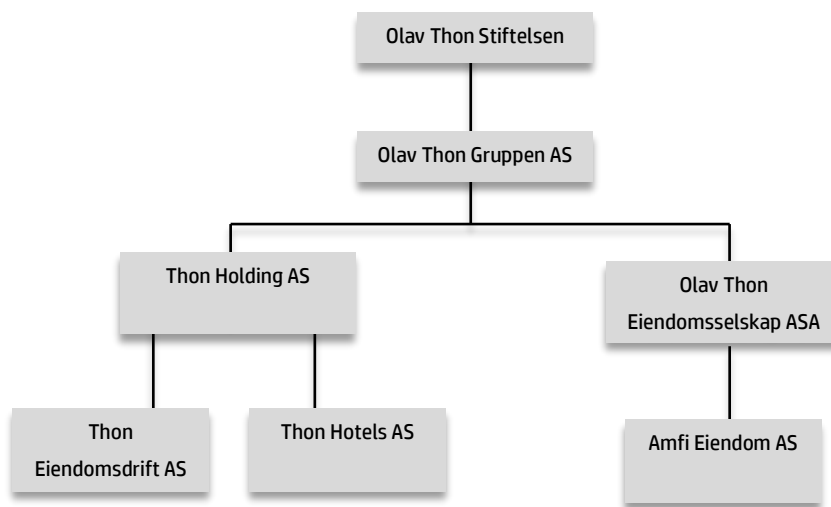 Olav Thon Stiftelsen
Olav Thon Gruppen AS
Thon Holding AS
Olav Thon
Eiendomsselskap ASA
Thon
Eiendomsdrift AS
Thon Hotels AS
Amfi Eiendom AS